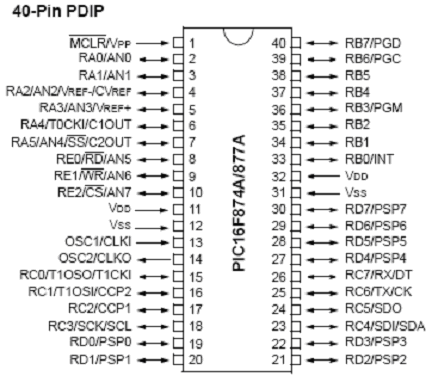 40-Pin PDIP
MCLR/VPP 1 40 RB7/PGD
RA0/AN0 2 39 RB6/PGC
RA1/AN1 3 38 RB5
RA2/AN2/VREF-/CVREF 4 37 RB4
RA3/AN3/VREF+ 5 36 RB3/PGM
RA4/T0CKI/C1OUT 6 35 RB2
RA5/AN4/SS/C2OUT 7 34 RB1
RE0/RD/AN5 8 33 RB0/INT
RE1/WR/AN6 9 32 VDD
RE2/CS/AN7 10 31 VSS
VDD 11 30 RD7/PSP7
VSS 12 29 RD6/PSP6
OSC1/CLKI 13 28 RD5/PSP5
OSC2/CLKO 14 27 RD4/PSP4
RC0/T1OSO/T1CKI 15 26 RC7/RX/DT
RC1/T1OSI/CCP2 16 25 RC6/TX/CK
RC2/CCP1 17 24 RC5/SDO
RC3/SCK/SCL 18 23 RC4/SDI/SDA
RD0/PSP0 19 22 RD3/PSP3
RD1/PSP1 20 21 RD2/PSP2
PIC16F874A/877A